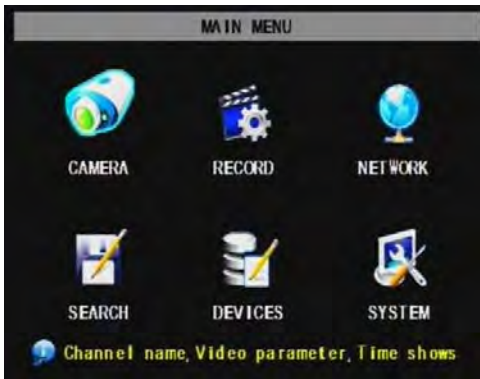 MAIN MENU
CAMERA RECORD NETWORK
SEARCH DEVICES SYSTEM
Channel name, Video parameter, Time shows